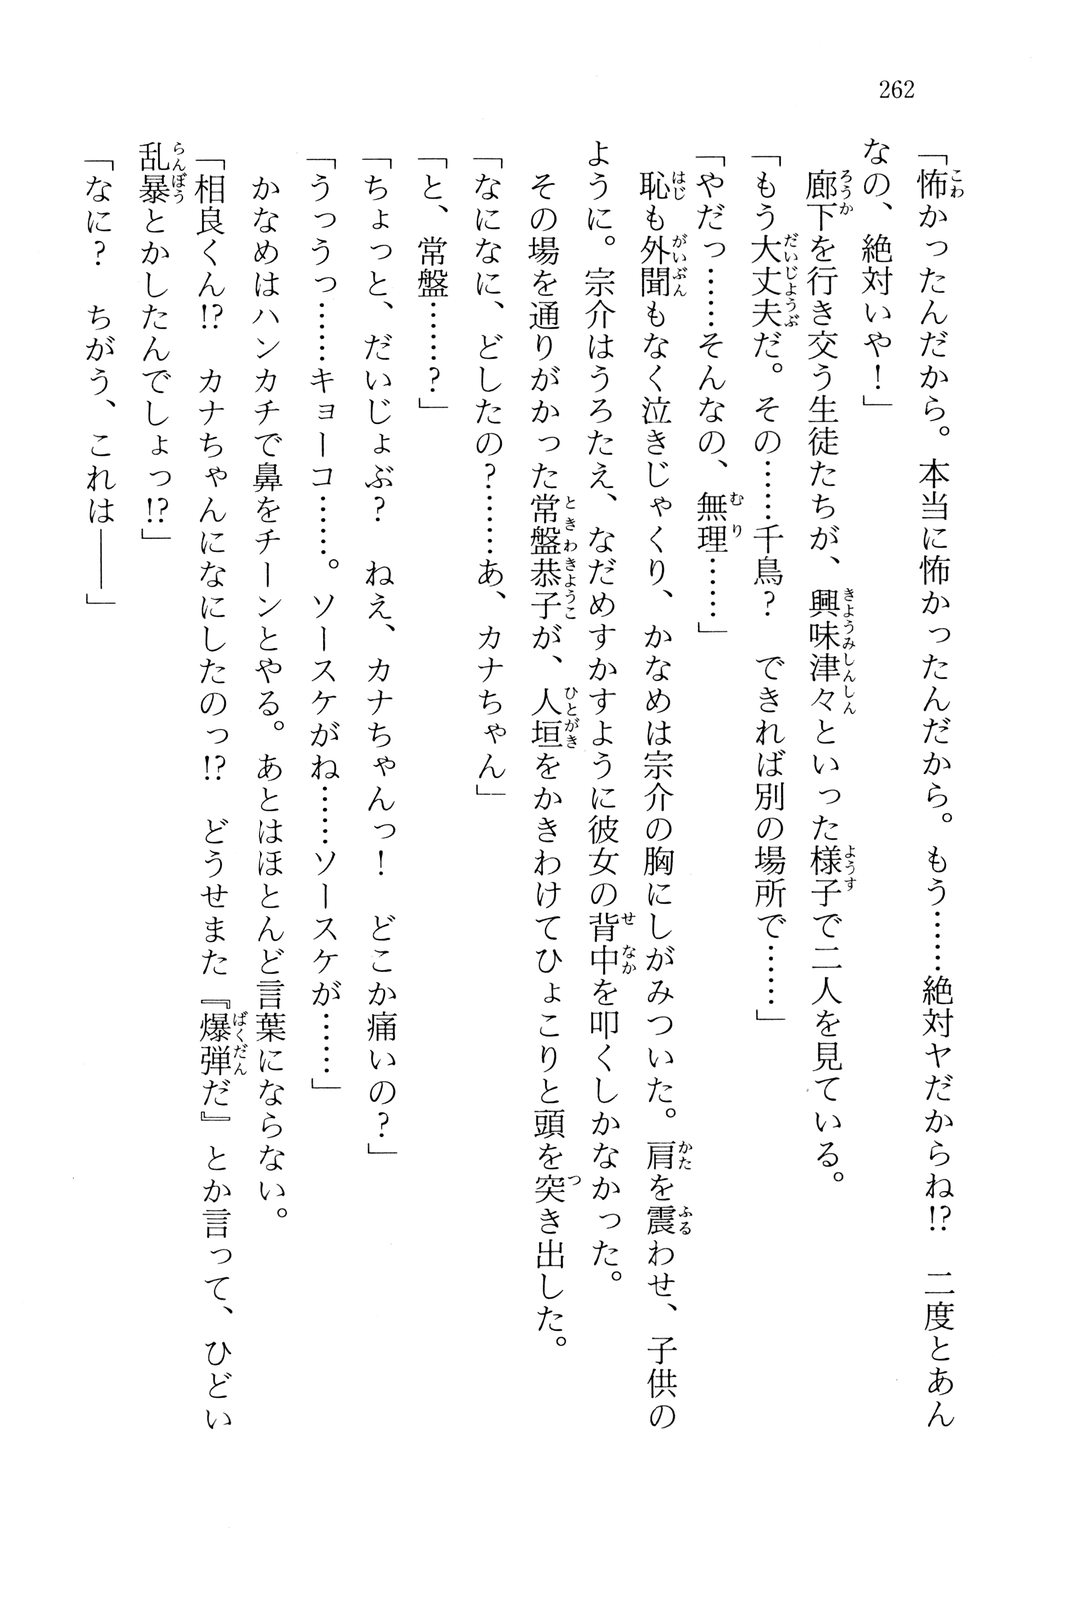 262
「怖かったんだから。本当に怖かったんだから。もう……絶対ヤだからね!? 二度とあん
なの、絶対いや！」
　廊下を行き交う生徒たちが、興味津々といった様子で二人を見ている。
「もう大丈夫だ。その……千鳥？　できれば別の場所で……」
「やだっ……そんなの、無理……」
　恥も外聞もなく泣きじゃくり、かなめは宗介の胸にしがみついた。肩を震わせ、子供の
ように。宗介はうろたえ、なだめすかすように彼女の背中を叩くしかなかった。
　その場を通りがかった常盤恭子が、人垣をかきわけてひょこりと頭を突き出した。
「なになに、どしたの？……あ、カナちゃん」
「と、常盤……？」
「ちょっと、だいじょぶ？　ねえ、カナちゃんっ！　どこか痛いの？」
「うっうっ……キョーコ……。ソースケがね……ソースケが……」
　かなめはハンカチで鼻をチーンとやる。あとはほとんど言葉にならない。
「相良くん!?　カナちゃんになにしたのっ!?　どうせまた『爆弾だ』とか言って、ひどい
乱暴とかしたんでしょっ!?」
「なに？　ちがう、これは――」